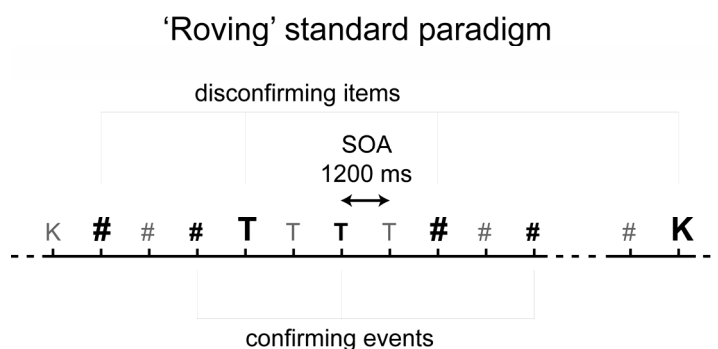 ‘Roving’ standard paradigm
disconfirming items
SOA
1200 ms
K # # # T T T T # # # # K
confirming events